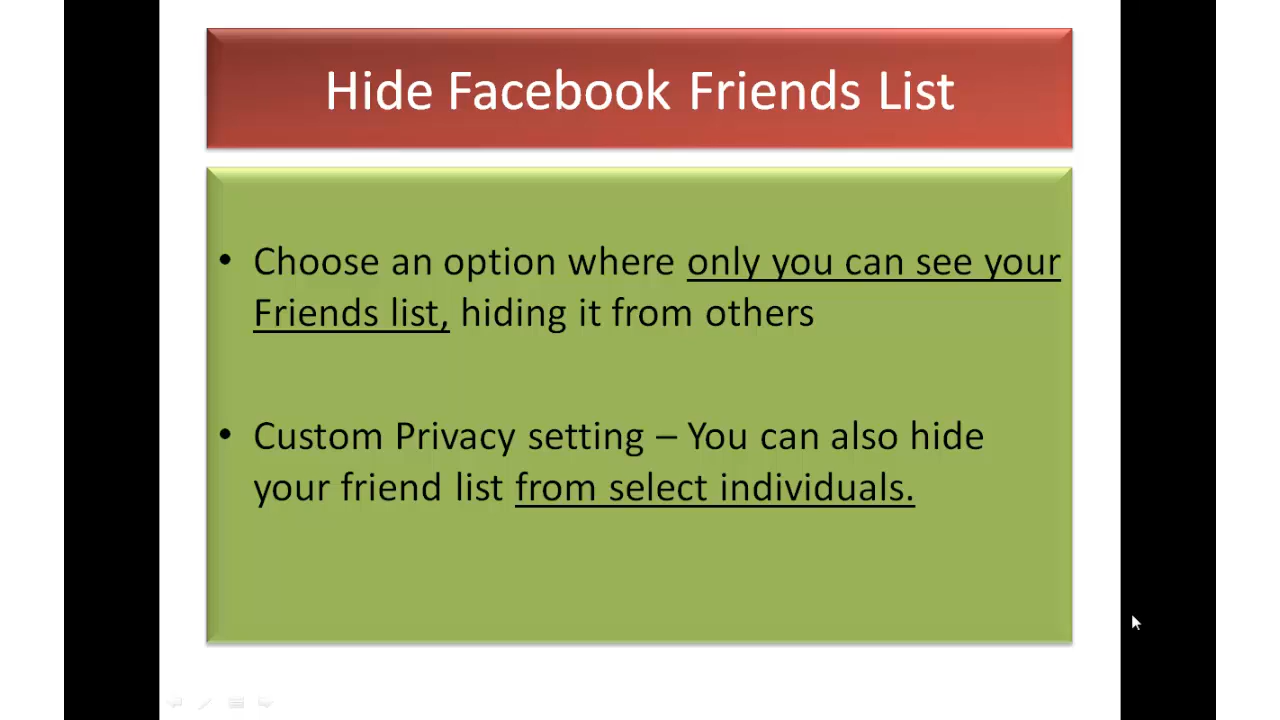 Hide Facebook Friends List
• Choose an option where only you can see your
Friends list, hiding it from others
• Custom Privacy setting – You can also hide
your friend list from select individuals.